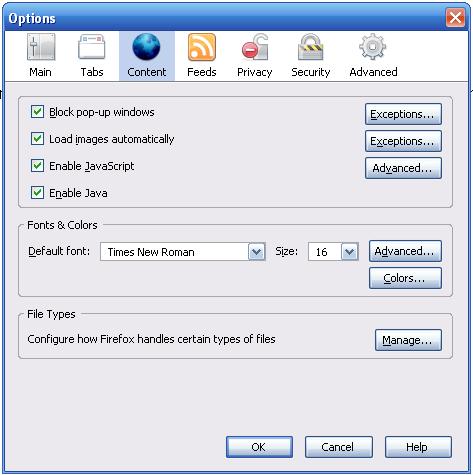 Options
Main Tabs Content Feeds Privacy Security Advanced
Block pop-up windows Exceptions...
Load images automatically Exceptions...
Enable JavaScript Advanced...
Enable Java
Fonts & Colors
Default font: Times New Roman Size: 16 Advanced...
Colors...
File Types
Configure how Firefox handles certain types of files Manage...
OK Cancel Help